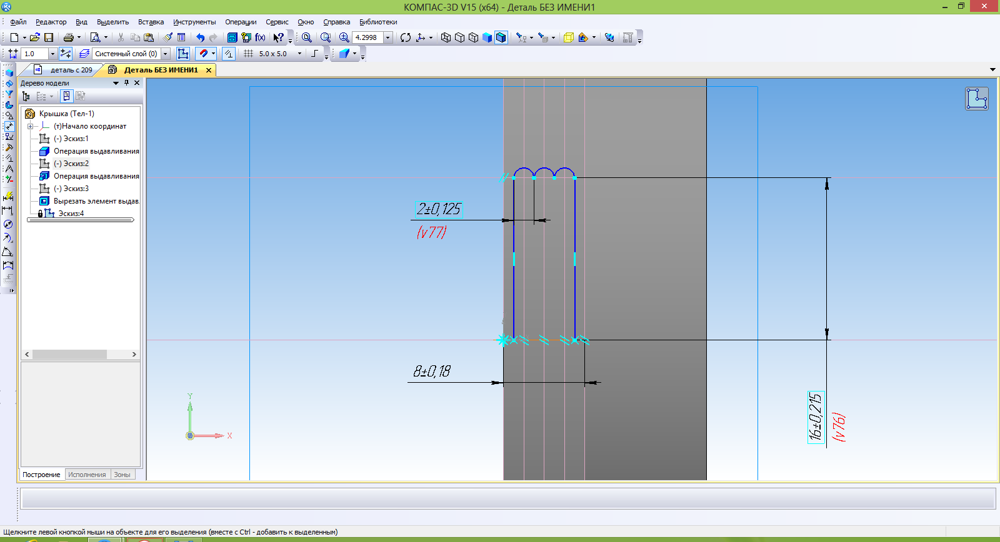 КОМПАС-3D V15 (x64) - Деталь БЕЗ ИМЕНИ1
Файл Редактор Вид Выделить Вставка Инструменты Операции Сервис Окно Справка Библиотеки
f(x) 4.2998
1.0 Системный слой (0) 5.0 x 5.0
деталь с 209 Деталь БЕЗ ИМЕНИ1
Дерево модели
Крышка (Тел-1)
(т)Начало координат
(-) Эскиз:1
Операция выдавливания
(-) Эскиз:2
Операция выдавливания
(-) Эскиз:3
Вырезать элемент выдав.
Эскиз:4
2±0,125
(v77)
8±0,18
16±0,215
(v76)
Y
X
Построение Исполнения Зоны
Щелкните левой кнопкой мыши на объекте для его выделения (вместе с Ctrl - добавить к выделенным)